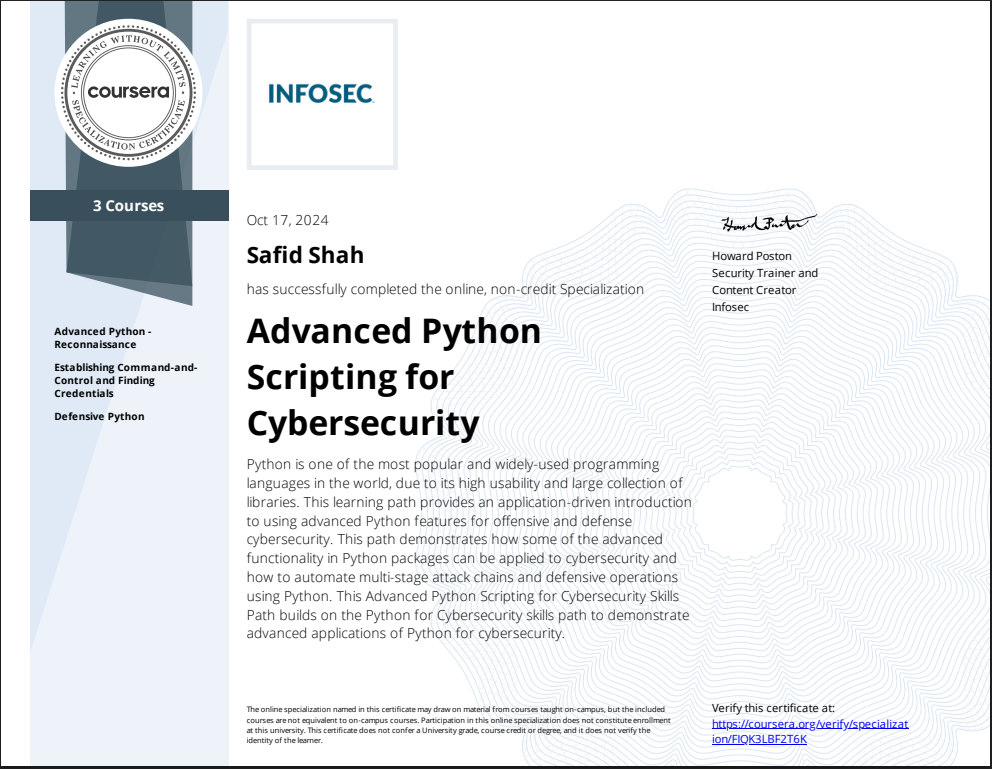 LEARNING WITHOUT LIMITS
coursera
SPECIALIZATION CERTIFICATE
3 Courses
Advanced Python -
Reconnaissance
Establishing Command-and-
Control and Finding
Credentials
Defensive Python
INFOSEC
Oct 17, 2024
Safid Shah
has successfully completed the online, non-credit Specialization
Advanced Python
Scripting for
Cybersecurity
Python is one of the most popular and widely-used programming
languages in the world, due to its high usability and large collection of
libraries. This learning path provides an application-driven introduction
to using advanced Python features for offensive and defense
cybersecurity. This path demonstrates how some of the advanced
functionality in Python packages can be applied to cybersecurity and
how to automate multi-stage attack chains and defensive operations
using Python. This Advanced Python Scripting for Cybersecurity Skills
Path builds on the Python for Cybersecurity skills path to demonstrate
advanced applications of Python for cybersecurity.
Howard Poston
Security Trainer and
Content Creator
Infosec
The online specialization named in this certificate may draw on material from courses taught on-campus, but the included
courses are not equivalent to on-campus courses. Participation in this online specialization does not constitute enrollment
at this university. This certificate does not confer a University grade, course credit or degree, and it does not verify the
identity of the learner.
Verify this certificate at:
https://coursera.org/verify/specializat
ion/FIQK3LBF2T6K